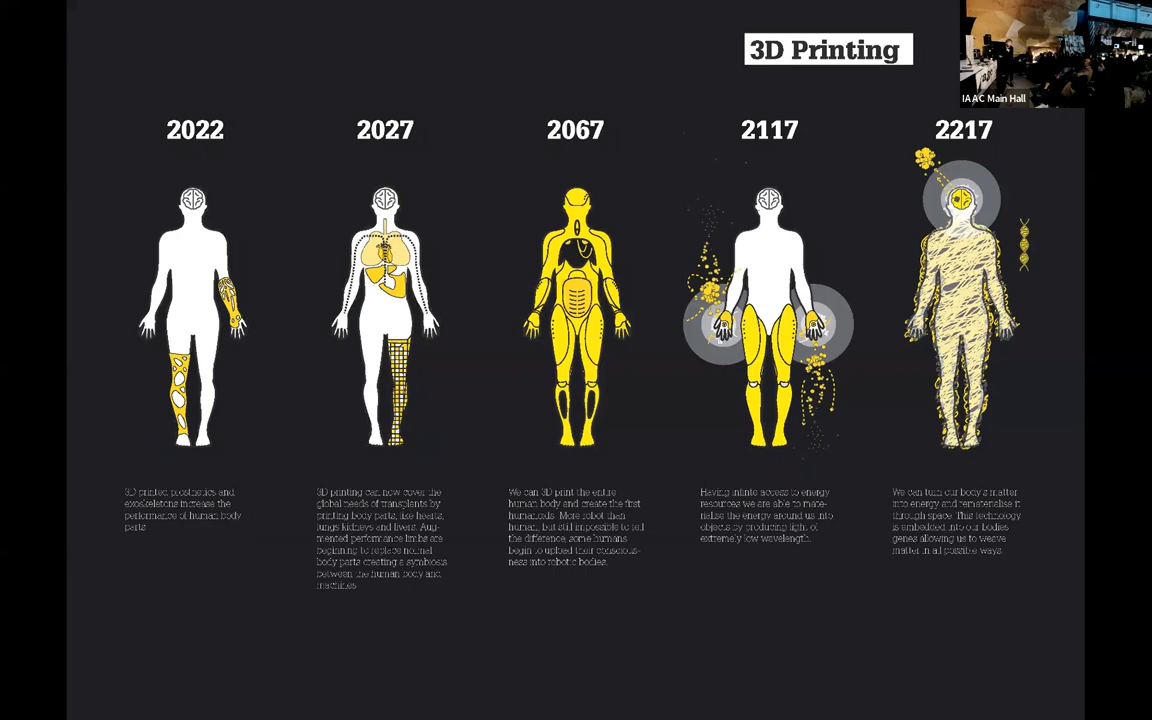 3D Printing
IAAC Main Hall
2022
2027
2067
2117
2217
3D printed prosthetics and
exoskeletons increase the
performance of human body
parts
3D printing can now cover the
global needs of transplants by
printing body parts, like hearts,
lungs kidneys and livers. Aug-
mented performance limbs are
beginning to replace normal
body parts creating a symbiosis
between the human body and
machines
We can 3D print the entire
human body and create the first
humanoids. More robot than
human, but still impossible to tell
the difference, some humans
begin to upload their conscious-
ness into robotic bodies.
Having infinte access to energy
resources we are able to mate-
rialise the energy around us into
objects by producing light of
extremely low wavelength.
We can turn our body's matter
into energy and rematerialise it
through space. This technology
is embedded into our bodies
genes allowing us to weave
matter in all possible ways